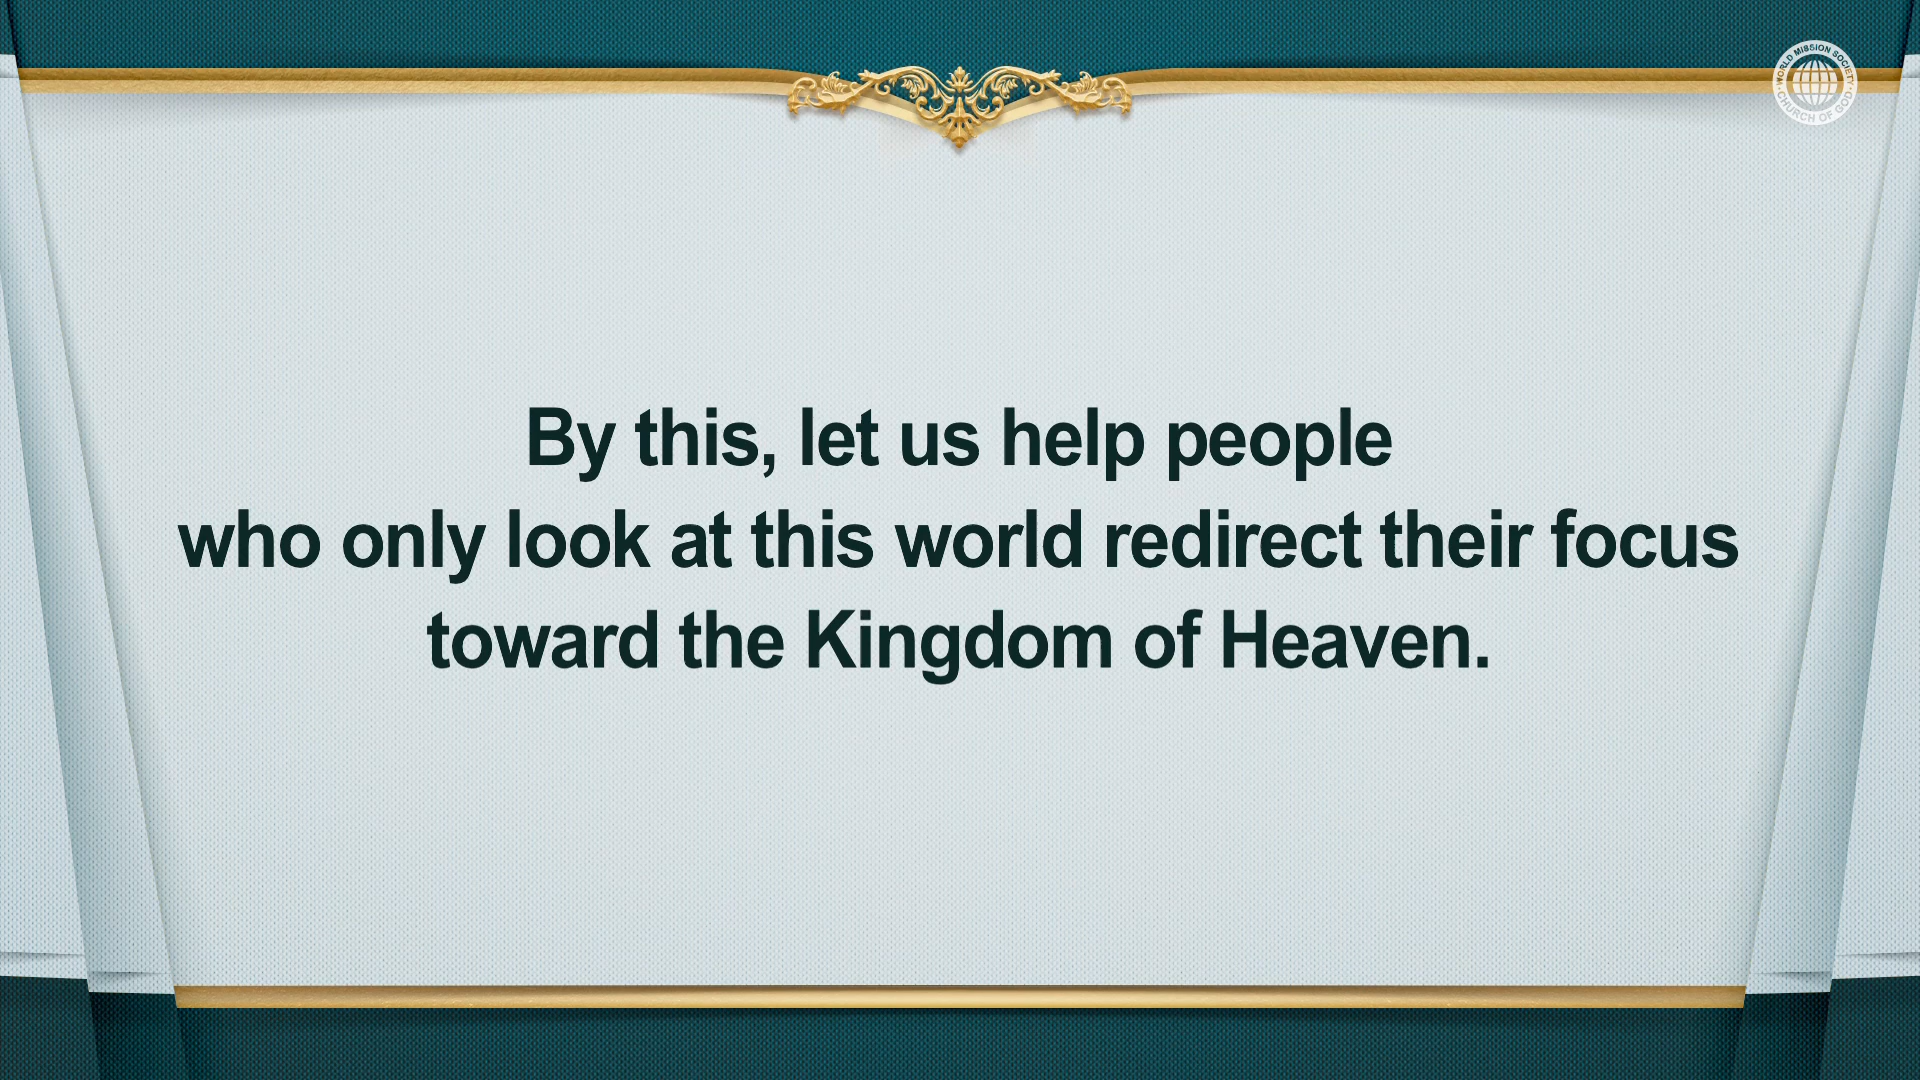 WORLD MISSION SOCIETY
CHURCH OF GOD
By this, let us help people
who only look at this world redirect their focus
toward the Kingdom of Heaven.